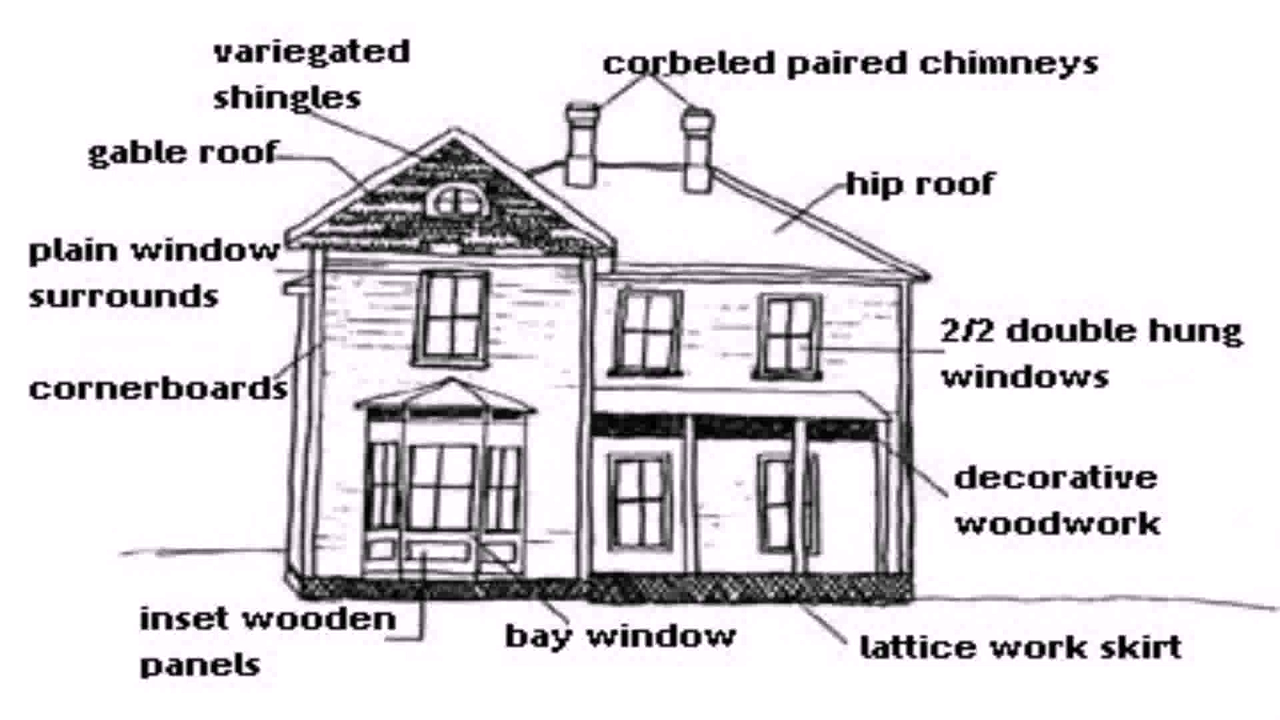 variegated
shingles
corbeled paired chimneys
gable roof
hip roof
plain window
surrounds
2/2 double hung
windows
cornerboards
decorative
woodwork
inset wooden
panels
bay window
lattice work skirt